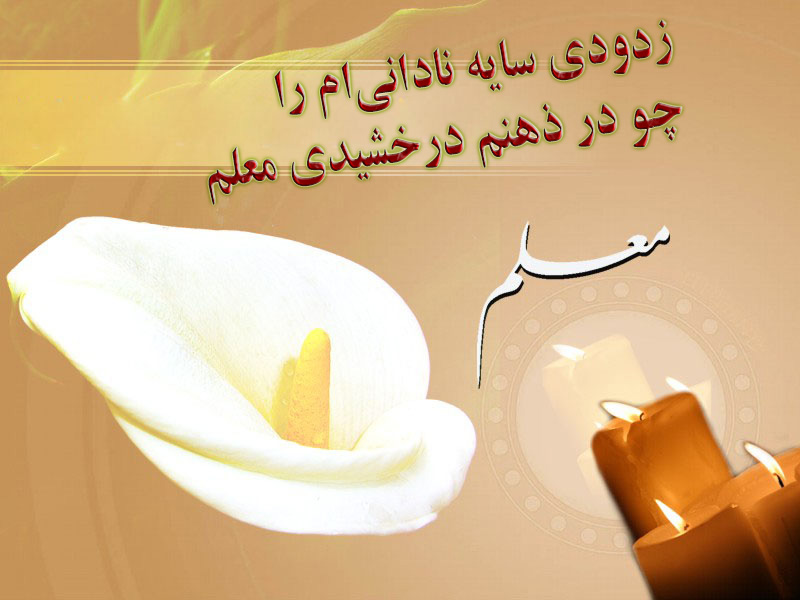 زدودی سایه نادانی‌ام را
چو در ذهنم درخشیدی معلم
معلم